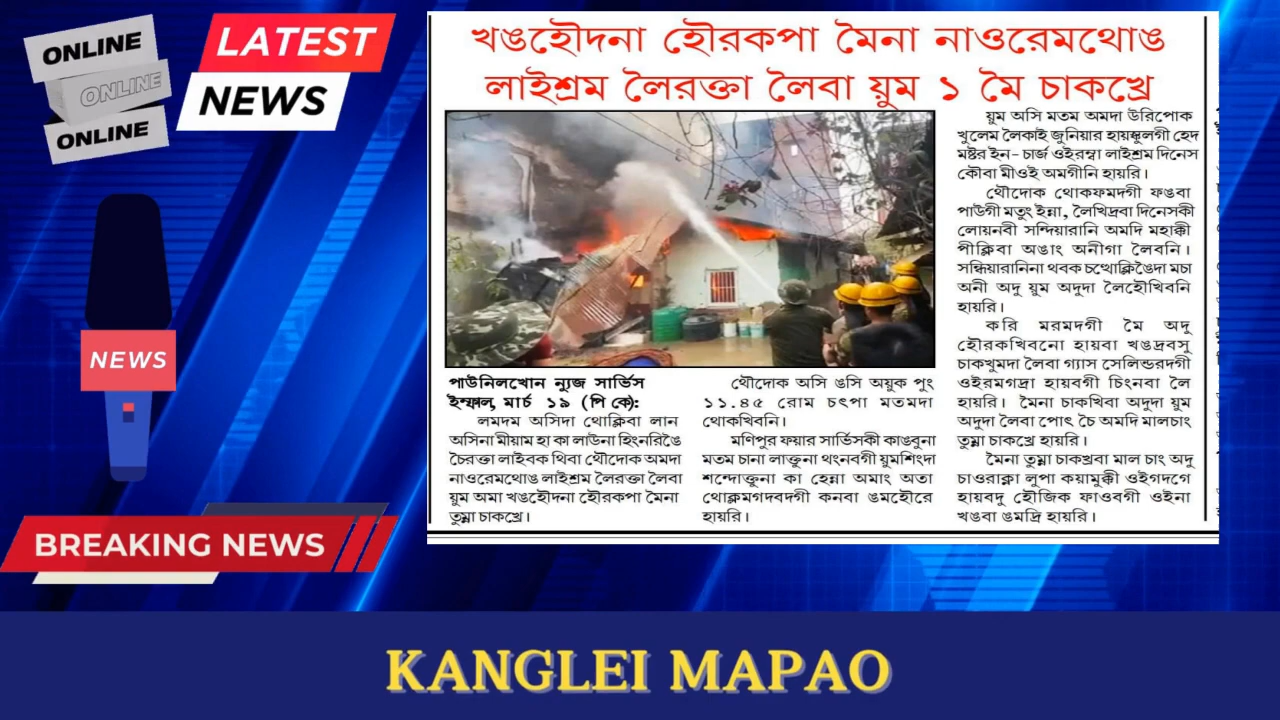 ONLINE
ONLINE
ONLINE
LATEST
NEWS
NEWS
BREAKING NEWS
খঙহৌদনা হৌরকপা মৈনা নাওরেমথোঙ
লাইশ্রম লৈরক্তা লৈবা য়ুম ১ মৈ চাকখ্রে
পাউনিলখোন ন্যুজ সার্ভিস
ইম্ফাল, মার্চ ১৯ (পি কে):
লমদম অসিদা থোক্লিবা লান
অসিনা মীয়াম হা কা লাউনা হিংনরিঙৈ
চৈরক্তা লাইবক থিবা থৌদোক অমদা
নাওরেমথোঙ লাইশ্রম লৈরক্তা লৈবা
য়ুম অমা খঙহৌদনা হৌরকপা মৈনা
তুম্না চাকখ্রে।
থৌদোক অসি ঙসি অয়ুক পুং
১১.৪৫ রোম চৎপা মতমদা
থোকখিবনি।
মণিপুর ফয়ার সার্ভিসকী কাঙবুনা
মতম চানা লাক্তুনা থংনবগী য়ুমশিংদা
শন্দোক্তুনা কা হেন্না অমাং অতা
থোক্লমগদবদগী কনবা ঙমহৌরে
হায়রি।
য়ুম অসি মতম অমদা উরিপোক
খুলেম লৈকাই জুনিয়ার হায়স্কুলগী হেদ
মষ্টর ইন-চার্জ ওইরম্বা লাইশ্রম দিনেস
কৌবা মীওই অমগীনি হায়রি।
থৌদোক থোকফমদগী ফঙবা
পাউগী মতুং ইন্না, লৈখিদ্রবা দিনেসকী
লোয়নবী সন্দিয়ারানি অমদি মহাক্কী
পীক্লিবা অঙাং অনীগা লৈবনি।
সন্ধিয়ারানিনা থবক চত্থোক্লিঙৈদা মচা
অনী অদু য়ুম অদুদা লৈহৌখিবনি
হায়রি।
করি মরমদগী মৈ অদু
হৌরকখিবনো হায়বা খঙদ্রবসু
চাকখুমদা লৈবা গ্যাস সেলিন্ডরদগী
ওইরমগদ্রা হায়বগী চিংনবা লৈ
হায়রি। মৈনা চাকখিবা অদুদা য়ুম
অদুদা লৈবা পোৎ চৈ অমদি মালচাং
তুম্না চাকখ্রে হায়রি।
মৈনা তুম্না চাকখ্রবা মাল চাং অদু
চাওরাক্না লুপা কয়ামুক্কী ওইগদগে
হায়বদু হৌজিক ফাওবগী ওইনা
খঙবা ঙমদ্রি হায়রি।
KANGLEI MAPAO